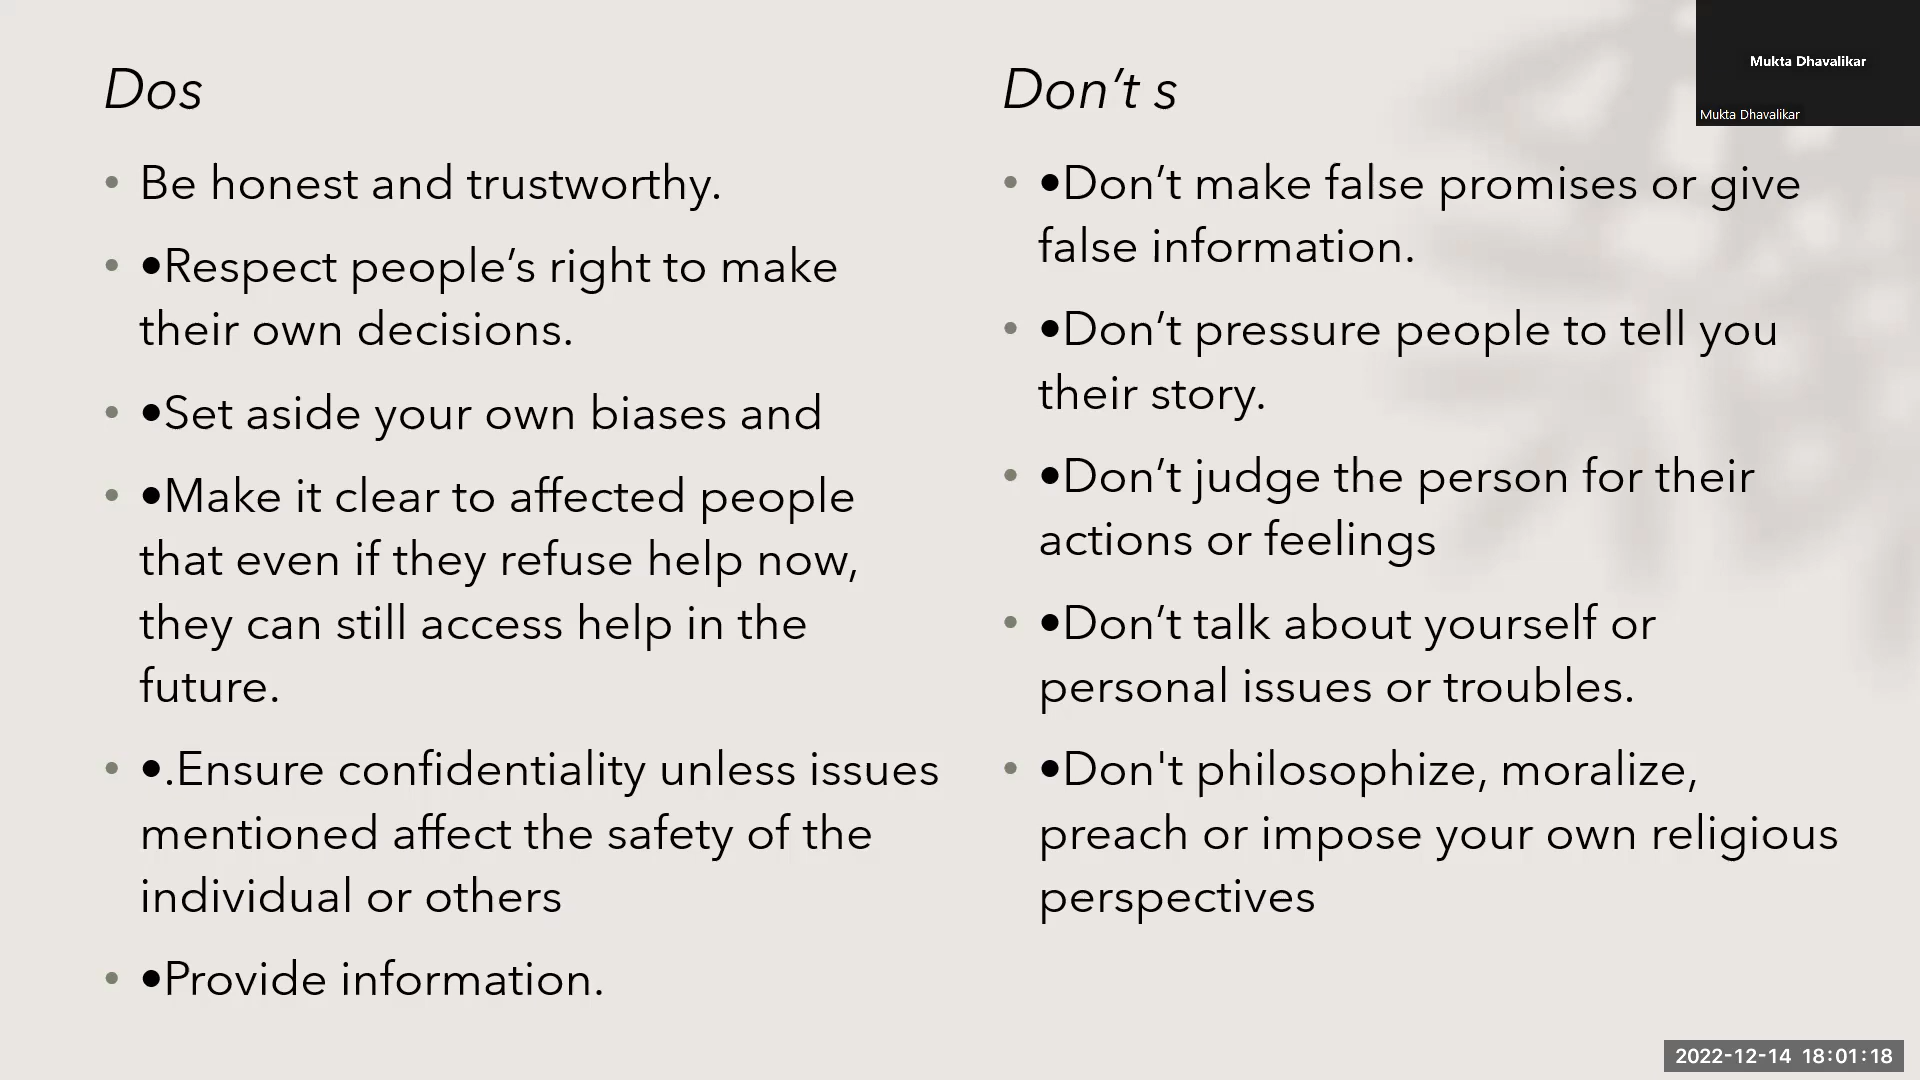 Dos
• Be honest and trustworthy.
• •Respect people’s right to make
their own decisions.
• •Set aside your own biases and
• •Make it clear to affected people
that even if they refuse help now,
they can still access help in the
future.
• •.Ensure confidentiality unless issues
mentioned affect the safety of the
individual or others
• •Provide information.
Don’t s
• •Don’t make false promises or give
false information.
• •Don’t pressure people to tell you
their story.
• •Don’t judge the person for their
actions or feelings
• •Don’t talk about yourself or
personal issues or troubles.
• •Don't philosophize, moralize,
preach or impose your own religious
perspectives
Mukta Dhavalikar
Mukta Dhavalikar
2022-12-14 18:01:18